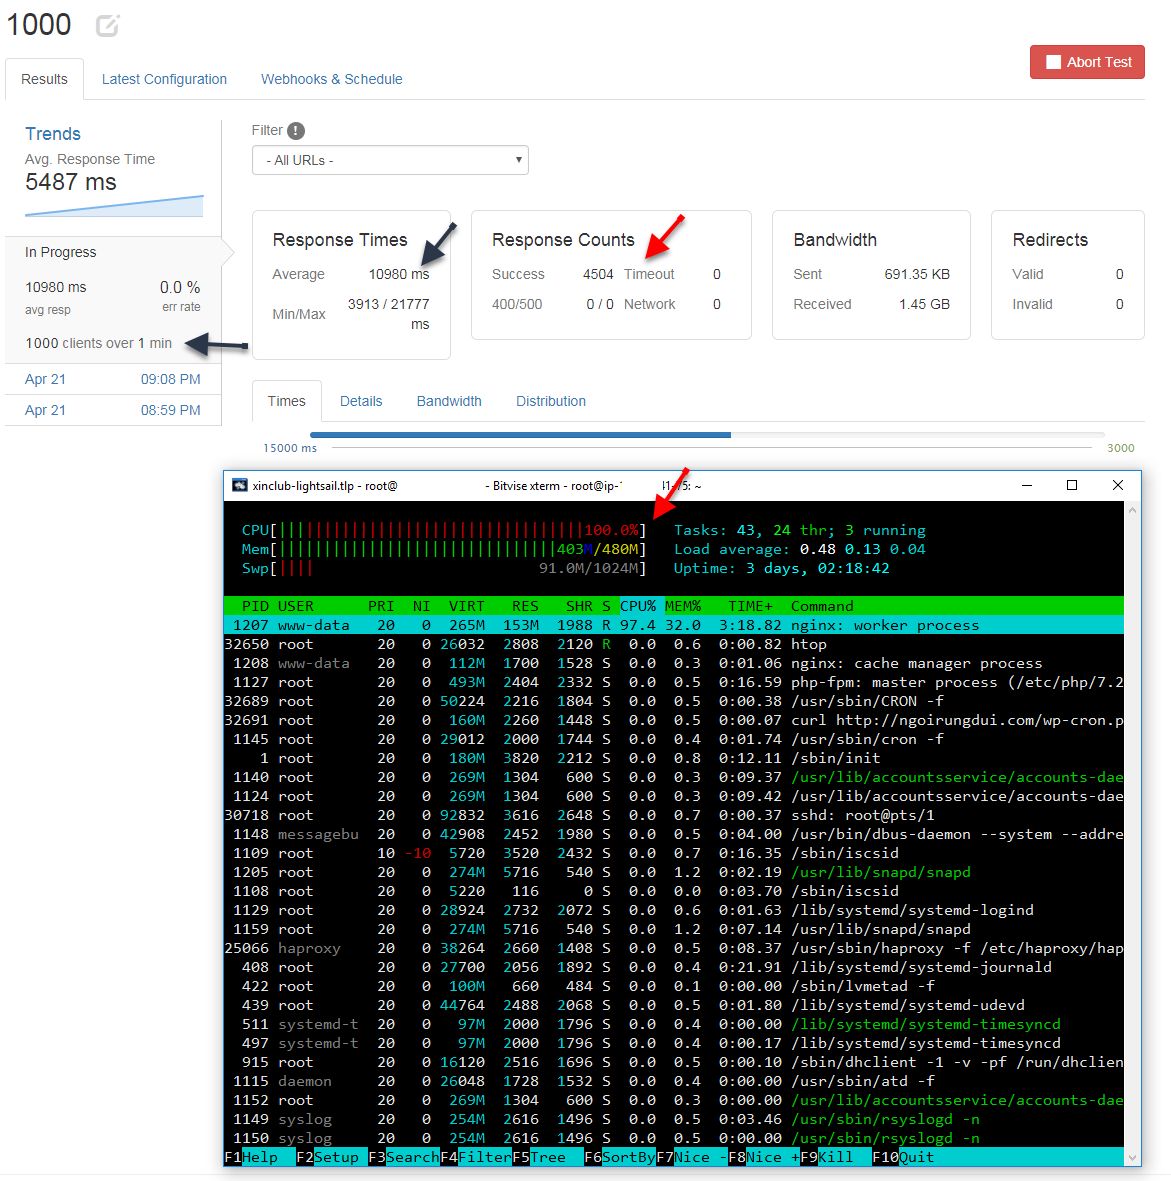 1000
Abort Test
Results Latest Configuration Webhooks & Schedule
Trends
Avg. Response Time
5487 ms
In Progress
10980 ms 0.0 %
avg resp err rate
1000 clients over 1 min
Apr 21 09:08 PM
Apr 21 08:59 PM
Filter !
- All URLs -
Response Times
Average 10980 ms
Min/Max 3913 / 21777 ms
Response Counts
Success 4504 Timeout 0
400/500 0 / 0 Network 0
Bandwidth
Sent 691.35 KB
Received 1.45 GB
Redirects
Valid 0
Invalid 0
Times Details Bandwidth Distribution
15000 ms 3000
xinclub-lightsail.tlp - root@ - Bitvise xterm - root@ip- 75: ~
CPU[||||||||||||||||||||||||||||||||||100.0%] Tasks: 43, 24 thr; 3 running
Mem[|||||||||||||||||||||||||||||||403M/480M] Load average: 0.48 0.13 0.04
Swp[|||| 91.0M/1024M] Uptime: 3 days, 02:18:42
PID USER PRI NI VIRT RES SHR S CPU% MEM% TIME+ Command
1207 www-data 20 0 265M 153M 1988 R 97.4 32.0 3:18.82 nginx: worker process
32650 root 20 0 26032 2808 2120 R 0.0 0.6 0:00.82 htop
1208 www-data 20 0 112M 1700 1528 S 0.0 0.3 0:01.06 nginx: cache manager process
1127 root 20 0 493M 2404 2332 S 0.0 0.5 0:16.59 php-fpm: master process (/etc/php/7.2
32689 root 20 0 50224 2216 1804 S 0.0 0.5 0:00.38 /usr/sbin/CRON -f
32691 root 20 0 160M 2260 1448 S 0.0 0.5 0:00.07 curl http://ngoirungdui.com/wp-cron.p
1145 root 20 0 29012 2000 1744 S 0.0 0.4 0:01.74 /usr/sbin/cron -f
1 root 20 0 180M 3820 2212 S 0.0 0.8 0:12.11 /sbin/init
1140 root 20 0 269M 1304 600 S 0.0 0.3 0:09.37 /usr/lib/accountsservice/accounts-dae
1124 root 20 0 269M 1304 600 S 0.0 0.3 0:09.42 /usr/lib/accountsservice/accounts-dae
30718 root 20 0 92832 3616 2648 S 0.0 0.7 0:00.37 sshd: root@pts/1
1148 messagebu 20 0 42908 2452 1980 S 0.0 0.5 0:04.00 /usr/bin/dbus-daemon --system --addre
1109 root 10 -10 5720 3520 2432 S 0.0 0.7 0:16.35 /sbin/iscsid
1205 root 20 0 274M 5716 540 S 0.0 1.2 0:02.19 /usr/lib/snapd/snapd
1108 root 20 0 5220 116 0 S 0.0 0.0 0:03.70 /sbin/iscsid
1129 root 20 0 28924 2732 2072 S 0.0 0.6 0:01.63 /lib/systemd/systemd-logind
1159 root 20 0 274M 5716 540 S 0.0 1.2 0:07.14 /usr/lib/snapd/snapd
25066 haproxy 20 0 38264 2660 1408 S 0.0 0.5 0:08.37 /usr/sbin/haproxy -f /etc/haproxy/hap
408 root 20 0 27700 2056 1892 S 0.0 0.4 0:21.91 /lib/systemd/systemd-journald
422 root 20 0 100M 660 484 S 0.0 0.1 0:00.00 /sbin/lvmetad -f
439 root 20 0 44764 2488 2068 S 0.0 0.5 0:01.80 /lib/systemd/systemd-udevd
511 systemd-t 20 0 97M 2000 1796 S 0.0 0.4 0:00.00 /lib/systemd/systemd-timesyncd
497 systemd-t 20 0 97M 2000 1796 S 0.0 0.4 0:00.17 /lib/systemd/systemd-timesyncd
915 root 20 0 16120 2516 1696 S 0.0 0.5 0:00.10 /sbin/dhclient -1 -v -pf /run/dhclien
1115 daemon 20 0 26048 1728 1532 S 0.0 0.4 0:00.00 /usr/sbin/atd -f
1152 root 20 0 269M 1304 600 S 0.0 0.3 0:00.00 /usr/lib/accountsservice/accounts-dae
1149 syslog 20 0 254M 2616 1496 S 0.0 0.5 0:03.46 /usr/sbin/rsyslogd -n
1150 syslog 20 0 254M 2616 1496 S 0.0 0.5 0:00.00 /usr/sbin/rsyslogd -n
F1Help F2Setup F3SearchF4FilterF5Tree F6SortByF7Nice -F8Nice +F9Kill F10Quit